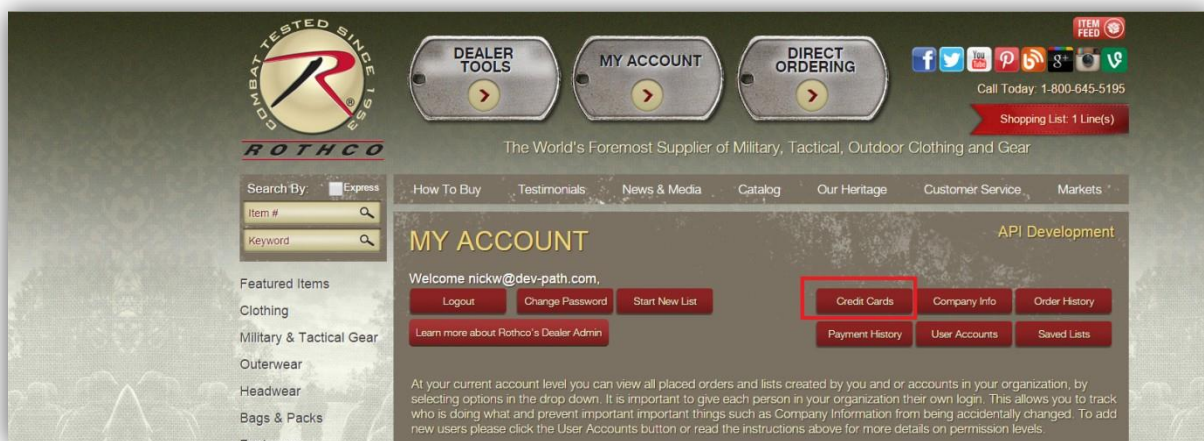 COMBAT TESTED SINCE 1953
R
®
ROTHCO
DEALER
TOOLS
MY ACCOUNT
DIRECT
ORDERING
ITEM
FEED
You
Tube
g+
Call Today: 1-800-645-5195
Shopping List: 1 Line(s)
The World's Foremost Supplier of Military, Tactical, Outdoor Clothing and Gear
Search By: Express
Item #
Keyword
How To Buy Testimonials News & Media Catalog Our Heritage Customer Service Markets
MY ACCOUNT
API Development
Welcome nickw@dev-path.com,
Logout Change Password Start New List
Credit Cards Company Info Order History
Learn more about Rothco's Dealer Admin
Payment History User Accounts Saved Lists
Featured Items
Clothing
Military & Tactical Gear
Outerwear
Headwear
Bags & Packs
At your current account level you can view all placed orders and lists created by you and or accounts in your organization, by
selecting options in the drop down. It is important to give each person in your organization their own login. This allows you to track
who is doing what and prevent important important things such as Company Information from being accidentally changed. To add
new users please click the User Accounts button or read the instructions above for more details on permission levels.